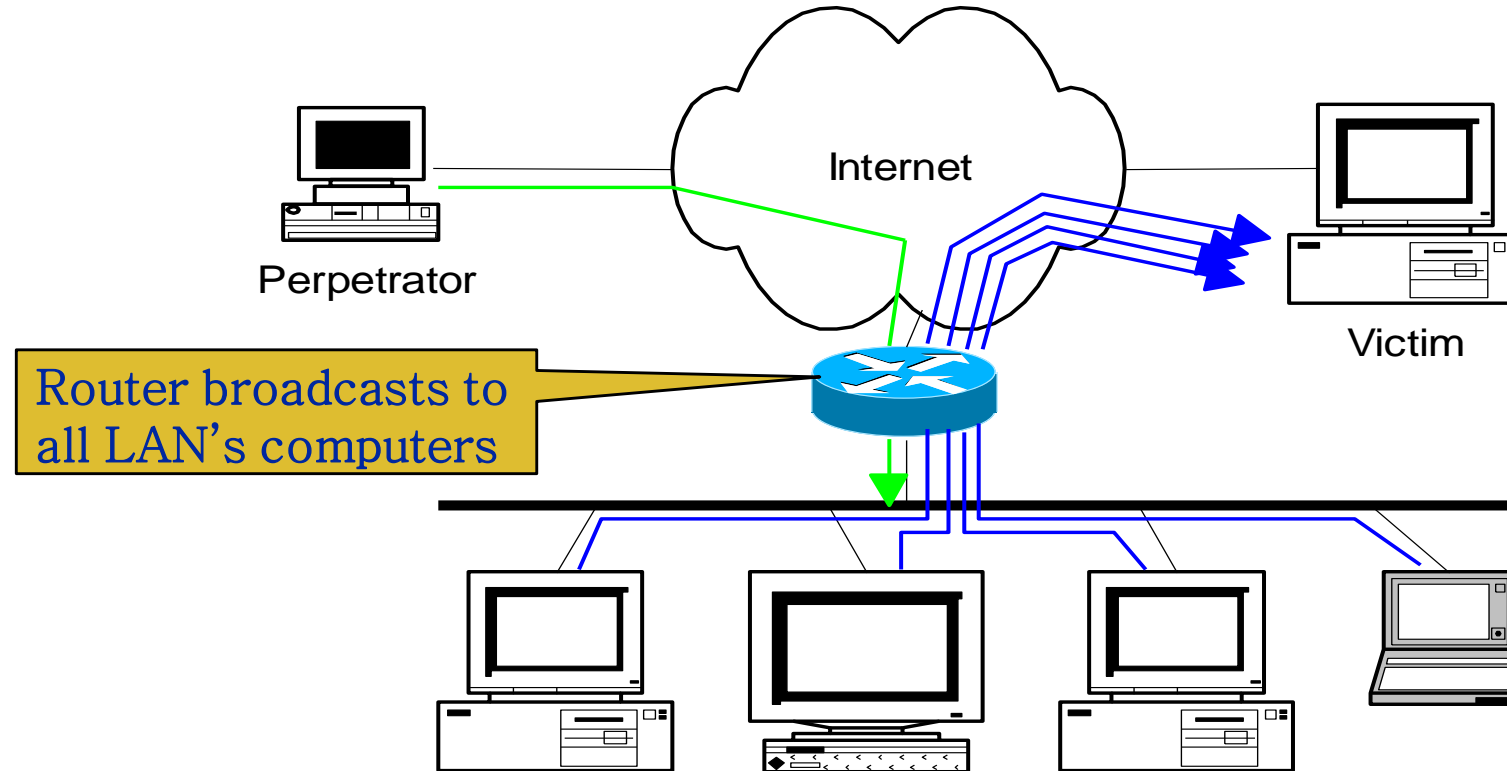 Internet
Perpetrator
Victim
Router broadcasts to
all LAN’s computers